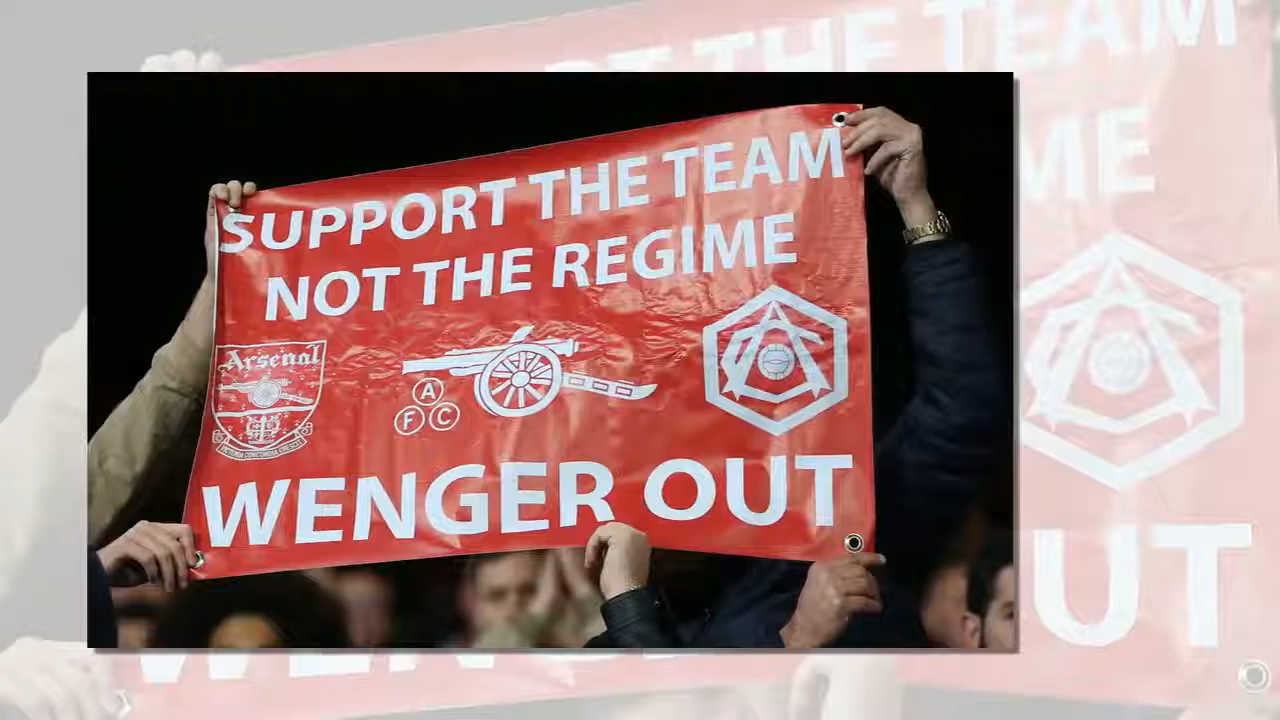 SUPPORT THE TEAM
NOT THE REGIME
Arsenal
A
F C
WENGER OUT